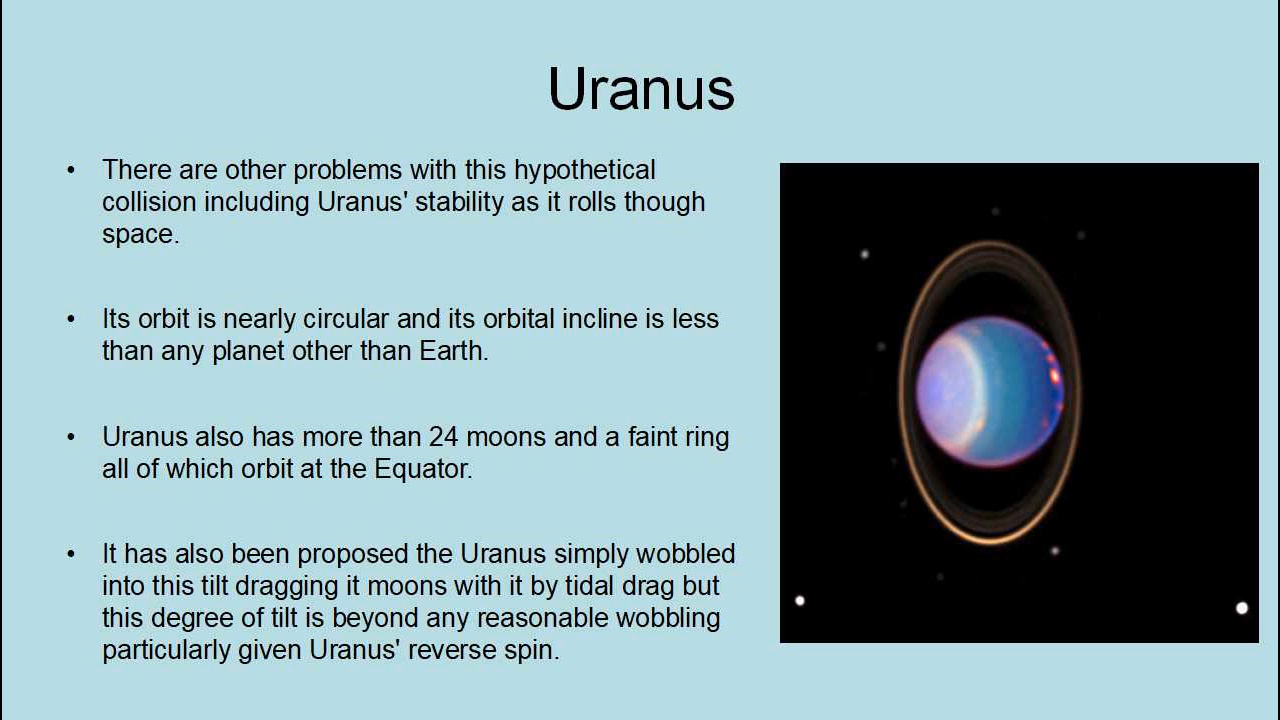 Uranus
• There are other problems with this hypothetical
collision including Uranus' stability as it rolls though
space.
• Its orbit is nearly circular and its orbital incline is less
than any planet other than Earth.
• Uranus also has more than 24 moons and a faint ring
all of which orbit at the Equator.
• It has also been proposed the Uranus simply wobbled
into this tilt dragging it moons with it by tidal drag but
this degree of tilt is beyond any reasonable wobbling
particularly given Uranus' reverse spin.